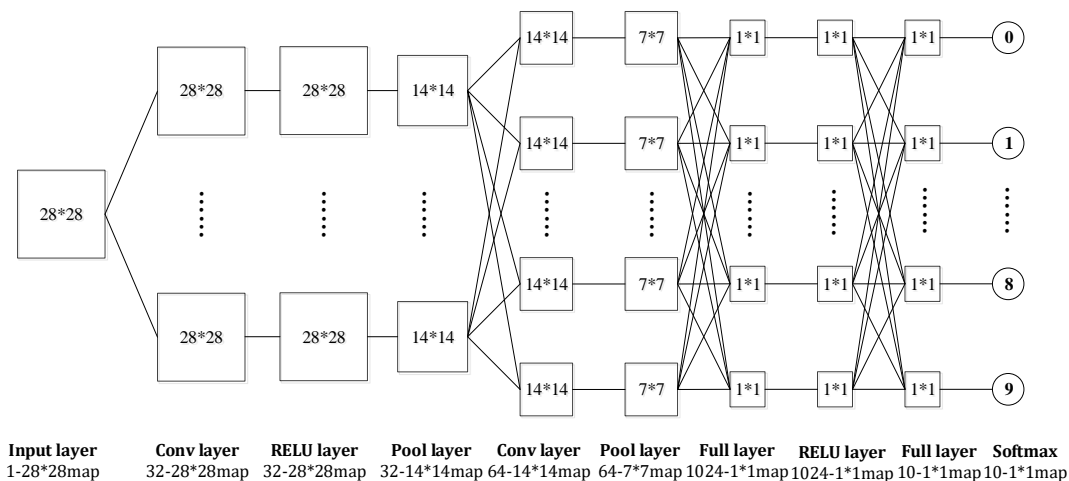 14*14 7*7 1*1 1*1 1*1 0
28*28 28*28 14*14
14*14 7*7 1*1 1*1 1*1 1
28*28
14*14 7*7 1*1 1*1 1*1 8
28*28 28*28 14*14
14*14 7*7 1*1 1*1 1*1 9
Input layer Conv layer RELU layer Pool layer Conv layer Pool layer Full layer RELU layer Full layer Softmax
1-28*28map 32-28*28map 32-28*28map 32-14*14map 64-14*14map 64-7*7map 1024-1*1map 1024-1*1map 10-1*1map 10-1*1map